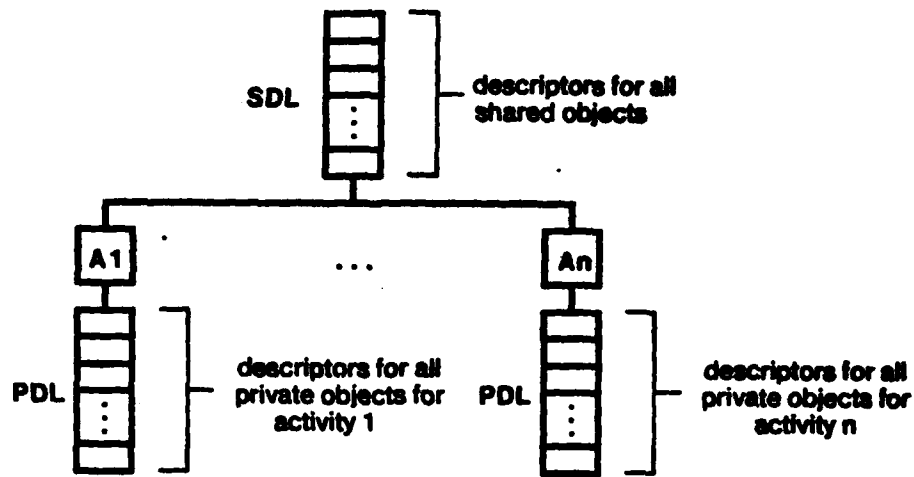 SDL
descriptors for all
shared objects
A1
...
An
PDL
descriptors for all
private objects for
activity 1
PDL
descriptors for all
private objects for
activity n